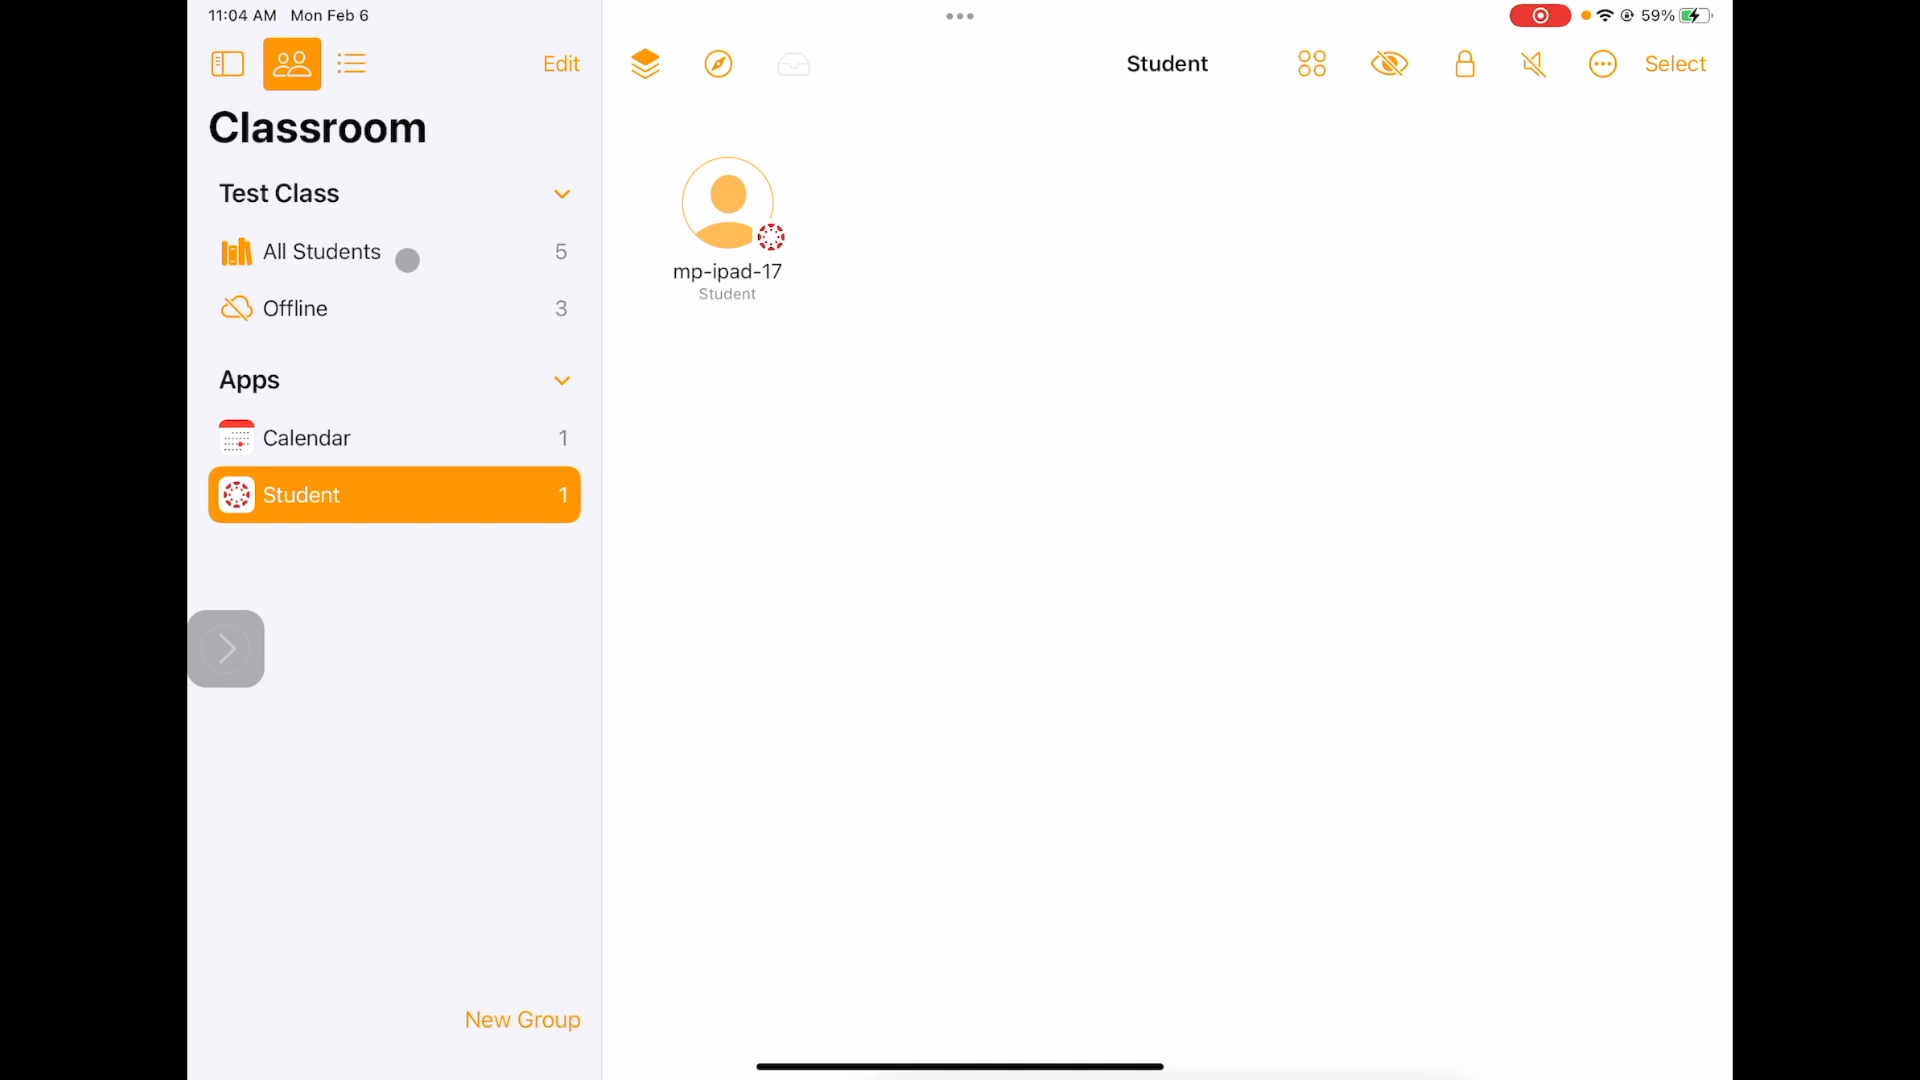 11:04 AM Mon Feb 6
59%
Edit
Student
Select
Classroom
Test Class
All Students 5
Offline 3
Apps
Calendar 1
Student 1
mp-ipad-17
Student
New Group